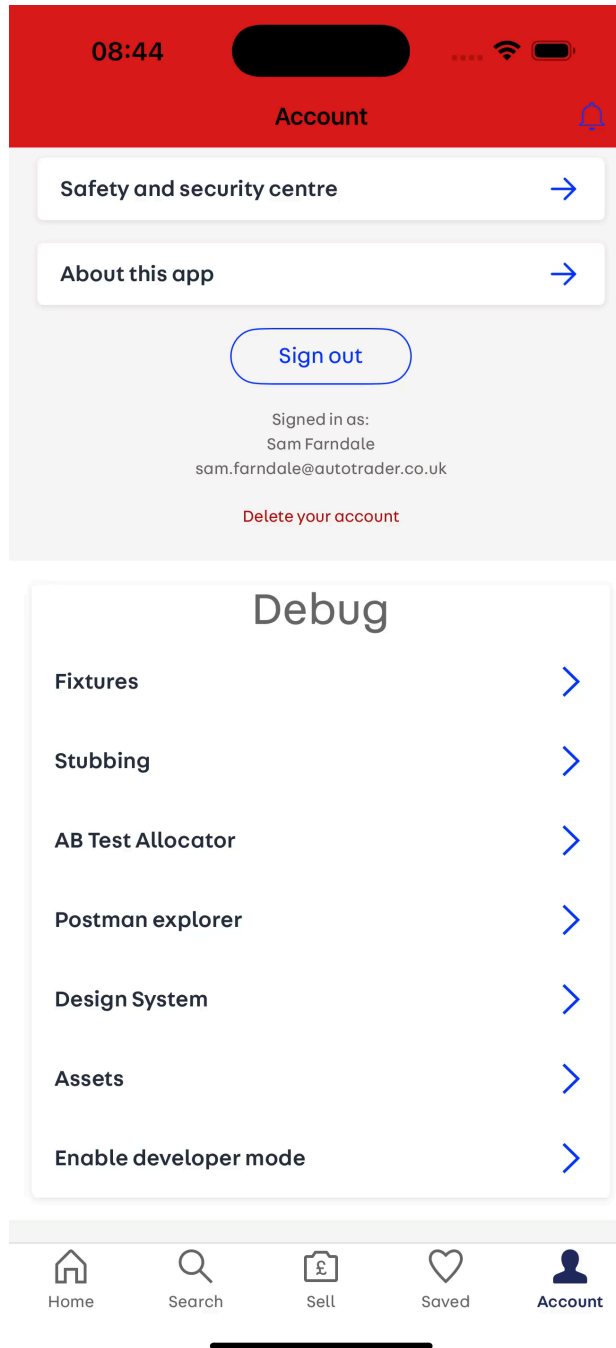 08:44
Account
Safety and security centre
About this app
Sign out
Signed in as:
Sam Farndale
sam.farndale@autotrader.co.uk
Delete your account
Debug
Fixtures
Stubbing
AB Test Allocator
Postman explorer
Design System
Assets
Enable developer mode
£
Home
Search
Sell
Saved
Account